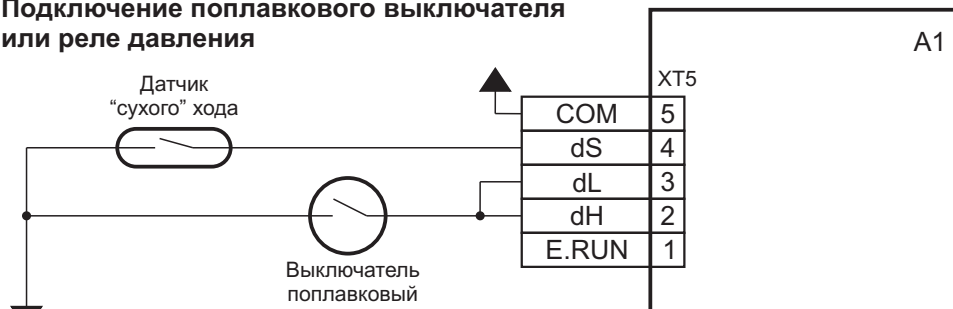 Подключение поплавкового выключателя
или реле давления
A1
XT5
Датчик
“сухого” хода
COM 5
dS 4
dL 3
dH 2
E.RUN 1
Выключатель
поплавковый